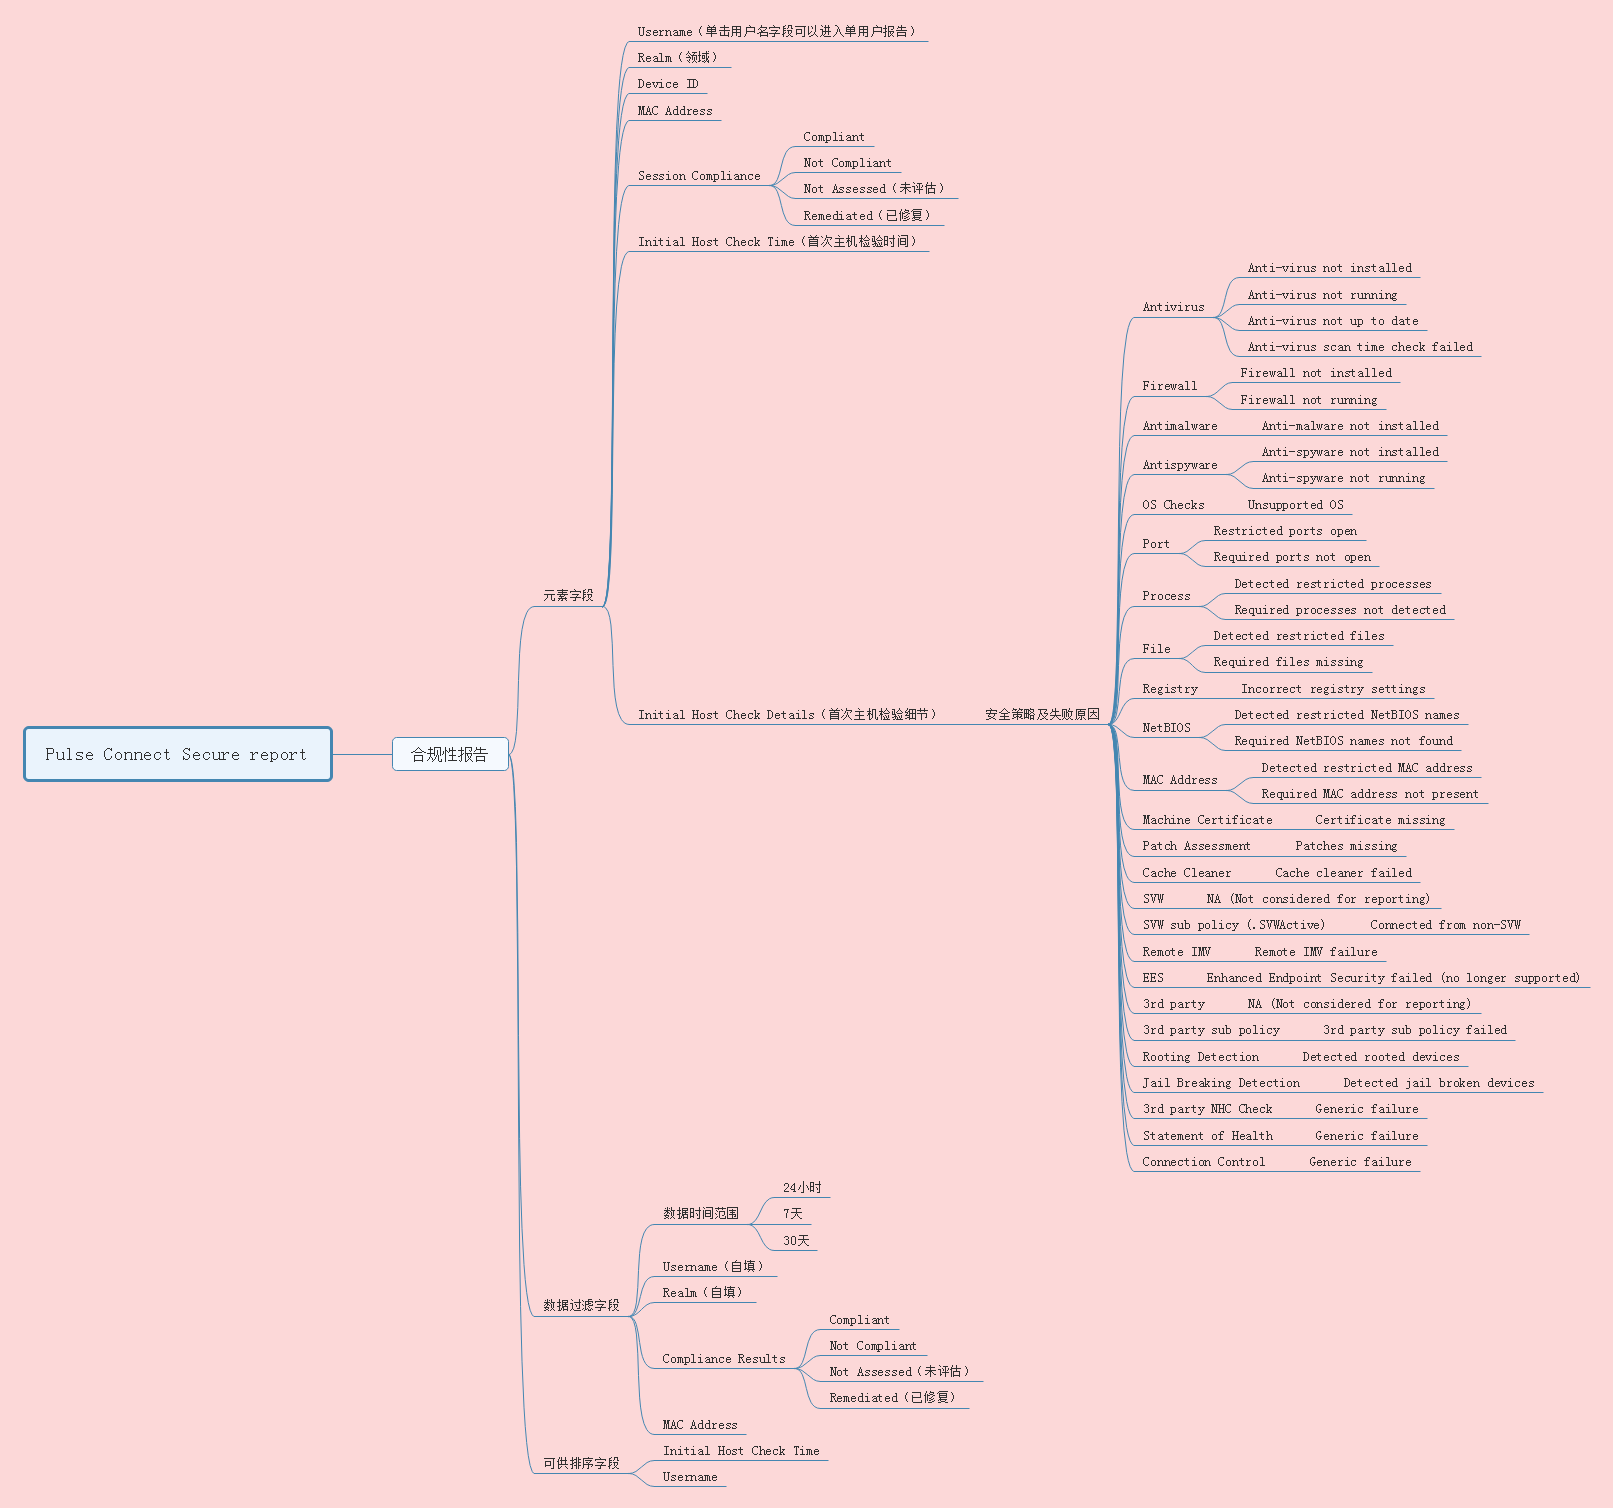 Pulse Connect Secure report
合规性报告
元素字段
Username（单击用户名字段可以进入单用户报告）
Realm（领域）
Device ID
MAC Address
Session Compliance
Compliant
Not Compliant
Not Assessed（未评估）
Remediated（已修复）
Initial Host Check Time（首次主机检验时间）
Initial Host Check Details（首次主机检验细节）
安全策略及失败原因
Antivirus
Anti-virus not installed
Anti-virus not running
Anti-virus not up to date
Anti-virus scan time check failed
Firewall
Firewall not installed
Firewall not running
Antimalware
Anti-malware not installed
Antispyware
Anti-spyware not installed
Anti-spyware not running
OS Checks
Unsupported OS
Port
Restricted ports open
Required ports not open
Process
Detected restricted processes
Required processes not detected
File
Detected restricted files
Required files missing
Registry
Incorrect registry settings
NetBIOS
Detected restricted NetBIOS names
Required NetBIOS names not found
MAC Address
Detected restricted MAC address
Required MAC address not present
Machine Certificate
Certificate missing
Patch Assessment
Patches missing
Cache Cleaner
Cache cleaner failed
SVW
NA (Not considered for reporting)
SVW sub policy (.SVWActive)
Connected from non-SVW
Remote IMV
Remote IMV failure
EES
Enhanced Endpoint Security failed (no longer supported)
3rd party
NA (Not considered for reporting)
3rd party sub policy
3rd party sub policy failed
Rooting Detection
Detected rooted devices
Jail Breaking Detection
Detected jail broken devices
3rd party NHC Check
Generic failure
Statement of Health
Generic failure
Connection Control
Generic failure
数据过滤字段
数据时间范围
24小时
7天
30天
Username（自填）
Realm（自填）
Compliance Results
Compliant
Not Compliant
Not Assessed（未评估）
Remediated（已修复）
MAC Address
可供排序字段
Initial Host Check Time
Username